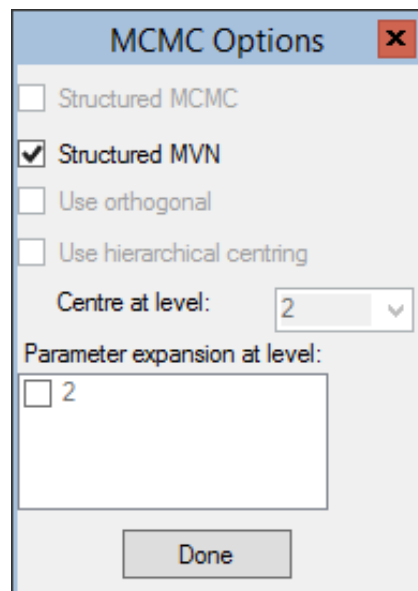 MCMC Options
Structured MCMC
Structured MVN
Use orthogonal
Use hierarchical centring
Centre at level: 2
Parameter expansion at level:
2
Done